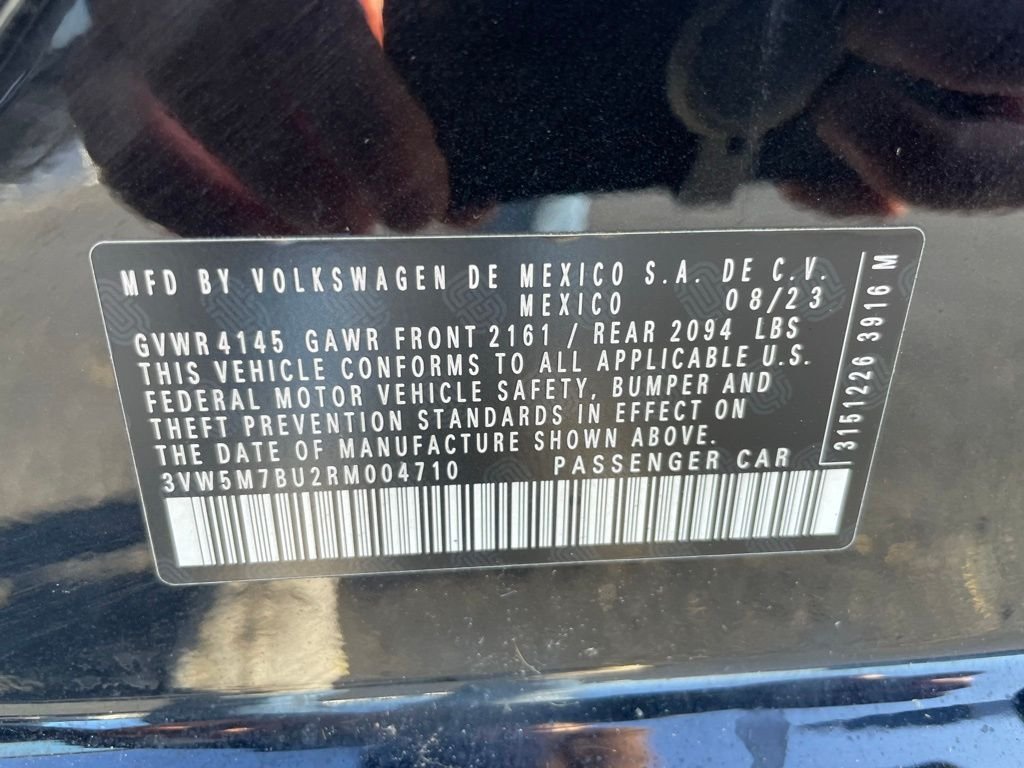 MFD BY VOLKSWAGEN DE MEXICO S.A. DE C.V.
MEXICO 08/23
GVWR 4145 GAWR FRONT 2161 / REAR 2094 LBS
THIS VEHICLE CONFORMS TO ALL APPLICABLE U.S.
FEDERAL MOTOR VEHICLE SAFETY, BUMPER AND
THEFT PREVENTION STANDARDS IN EFFECT ON
THE DATE OF MANUFACTURE SHOWN ABOVE.
3VW5M7BU2RM004710 PASSENGER CAR
3151226 3916 M